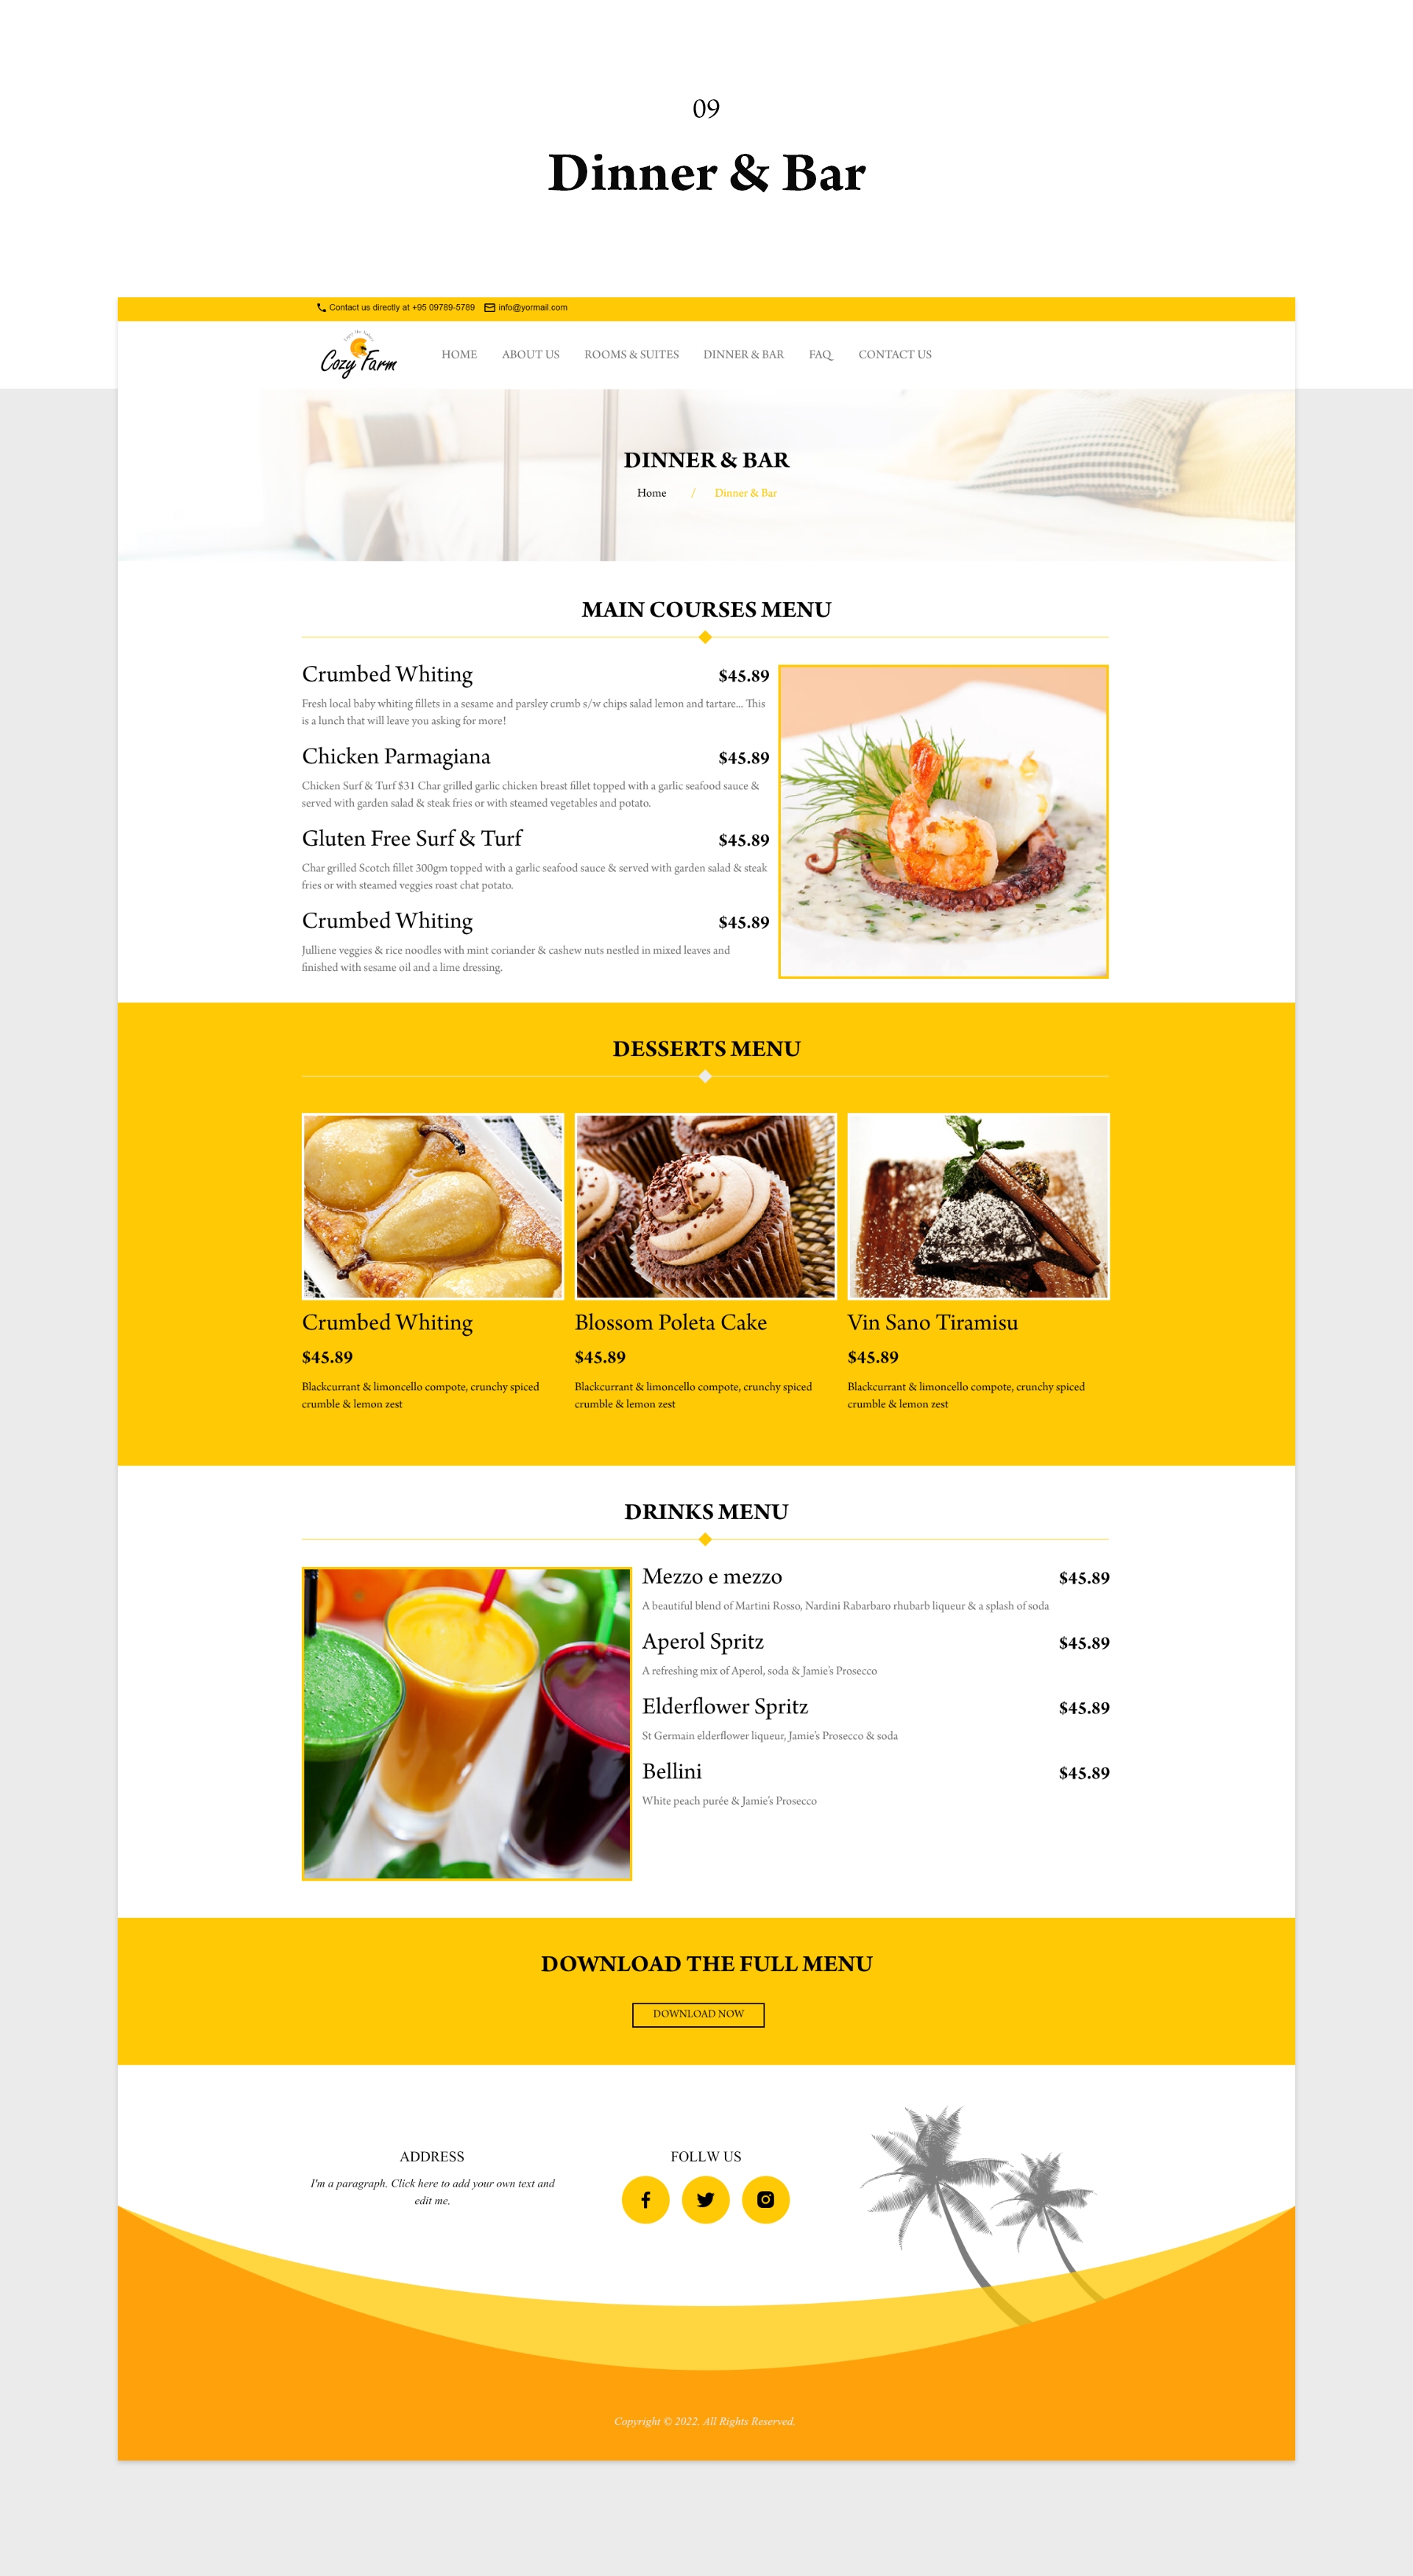 09
Dinner & Bar
Contact us directly at +95 09789-5789 info@yormail.com
Cozy Farm
HOME ABOUT US ROOMS & SUITES DINNER & BAR FAQ CONTACT US
DINNER & BAR
Home / Dinner & Bar
MAIN COURSES MENU
Crumbed Whiting $45.89
Fresh local baby whiting fillets in a sesame and parsley crumb s/w chips salad lemon and tartare... This
is a lunch that will leave you asking for more!
Chicken Parmagiana $45.89
Chicken Surf & Turf $31 Char grilled garlic chicken breast fillet topped with a garlic seafood sauce &
served with garden salad & steak fries or with steamed vegetables and potato.
Gluten Free Surf & Turf $45.89
Char grilled Scotch fillet 300gm topped with a garlic seafood sauce & served with garden salad & steak
fries or with steamed veggies roast chat potato.
Crumbed Whiting $45.89
Julliene veggies & rice noodles with mint coriander & cashew nuts nestled in mixed leaves and
finished with sesame oil and a lime dressing.
DESSERTS MENU
Crumbed Whiting
$45.89
Blackcurrant & limoncello compote, crunchy spiced
crumble & lemon zest
Blossom Poleta Cake
$45.89
Blackcurrant & limoncello compote, crunchy spiced
crumble & lemon zest
Vin Sano Tiramisu
$45.89
Blackcurrant & limoncello compote, crunchy spiced
crumble & lemon zest
DRINKS MENU
Mezzo e mezzo $45.89
A beautiful blend of Martini Rosso, Nardini Rabarbaro rhubarb liqueur & a splash of soda
Aperol Spritz $45.89
A refreshing mix of Aperol, soda & Jamie's Prosecco
Elderflower Spritz $45.89
St Germain elderflower liqueur, Jamie's Prosecco & soda
Bellini $45.89
White peach purée & Jamie's Prosecco
DOWNLOAD THE FULL MENU
DOWNLOAD NOW
ADDRESS
I'm a paragraph. Click here to add your own text and
edit me.
FOLLW US
Copyright © 2022. All Rights Reserved.